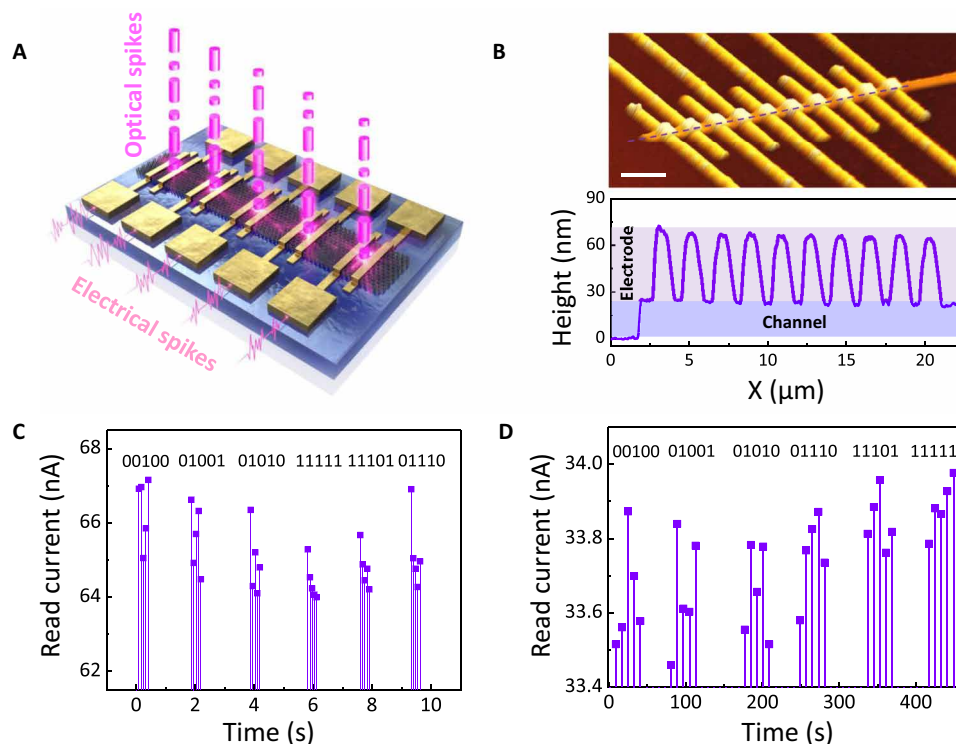 A
Optical spikes
Electrical spikes
B
Height (nm)
90
60
30
0
Electrode
Channel
0 5 10 15 20
X (μm)
C
Read current (nA)
68
66
64
62
00100 01001 01010 11111 11101 01110
0 2 4 6 8 10
Time (s)
D
Read current (nA)
34.0
33.8
33.6
33.4
00100 01001 01010 01110 11101 11111
0 100 200 300 400
Time (s)